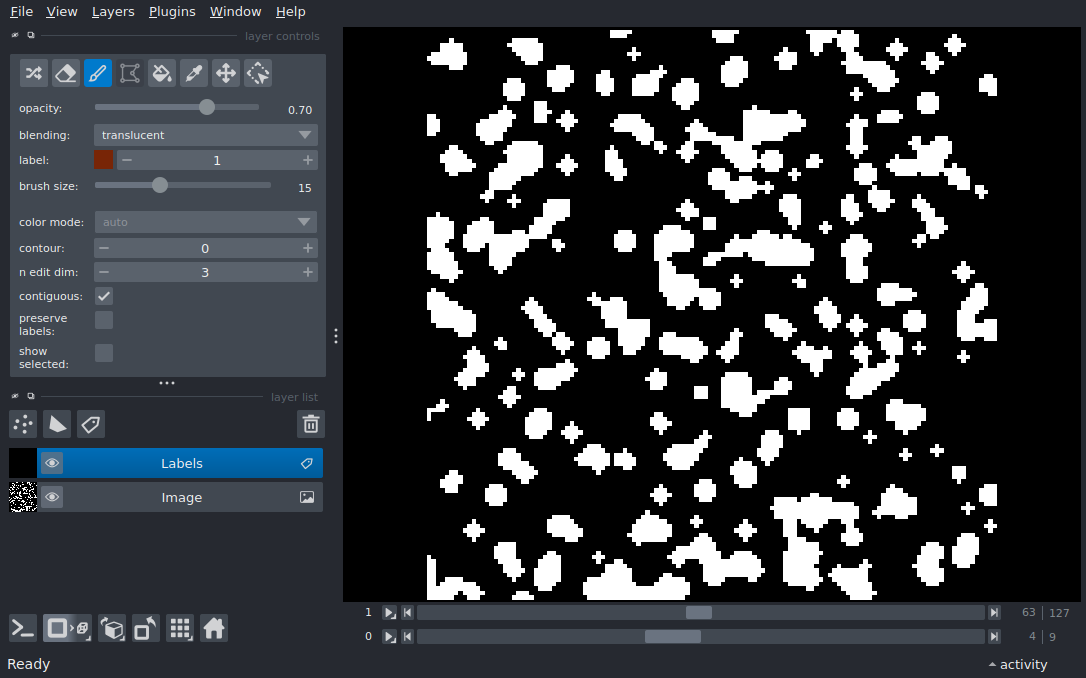 File View Layers Plugins Window Help
layer controls
opacity: 0.70
blending: translucent
label: 1
brush size: 15
color mode: auto
contour: 0
n edit dim: 3
contiguous:
preserve
labels:
show
selected:
layer list
Labels
Image
1 63 127
0 4 9
Ready activity